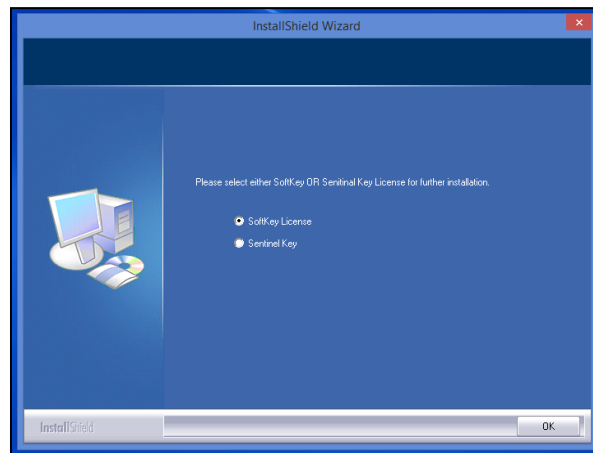 InstallShield Wizard
Please select either SoftKey OR Senitinal Key License for further installation.
SoftKey License
Sentinel Key
InstallShield
OK